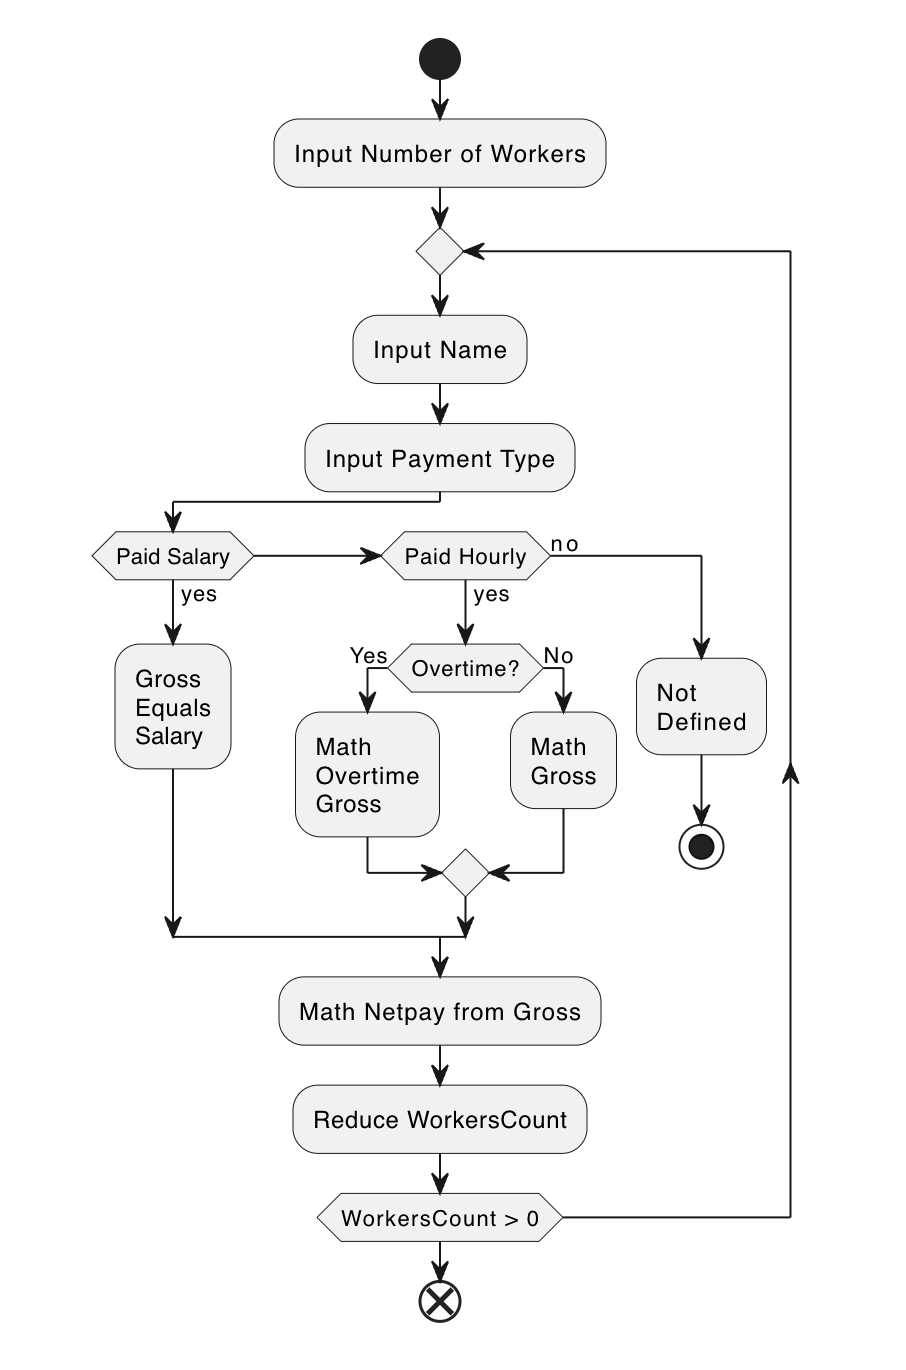 Input Number of Workers
Input Name
Input Payment Type
Paid Salary
Paid Hourly
no
yes
yes
Gross
Equals
Salary
Yes
Overtime?
No
Math
Overtime
Gross
Math
Gross
Not
Defined
Math Netpay from Gross
Reduce WorkersCount
WorkersCount > 0